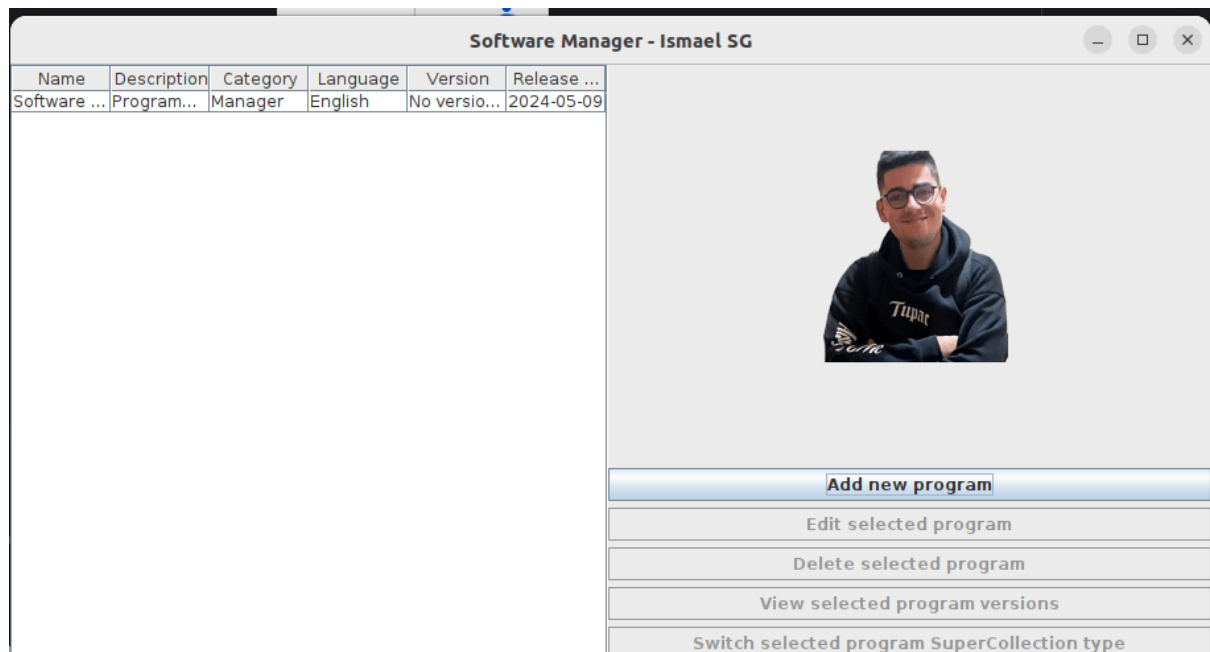 Software Manager - Ismael SG
Name Description Category Language Version Release ...
Software ... Program... Manager English No versio... 2024-05-09
Tupac
Add new program
Edit selected program
Delete selected program
View selected program versions
Switch selected program SuperCollection type